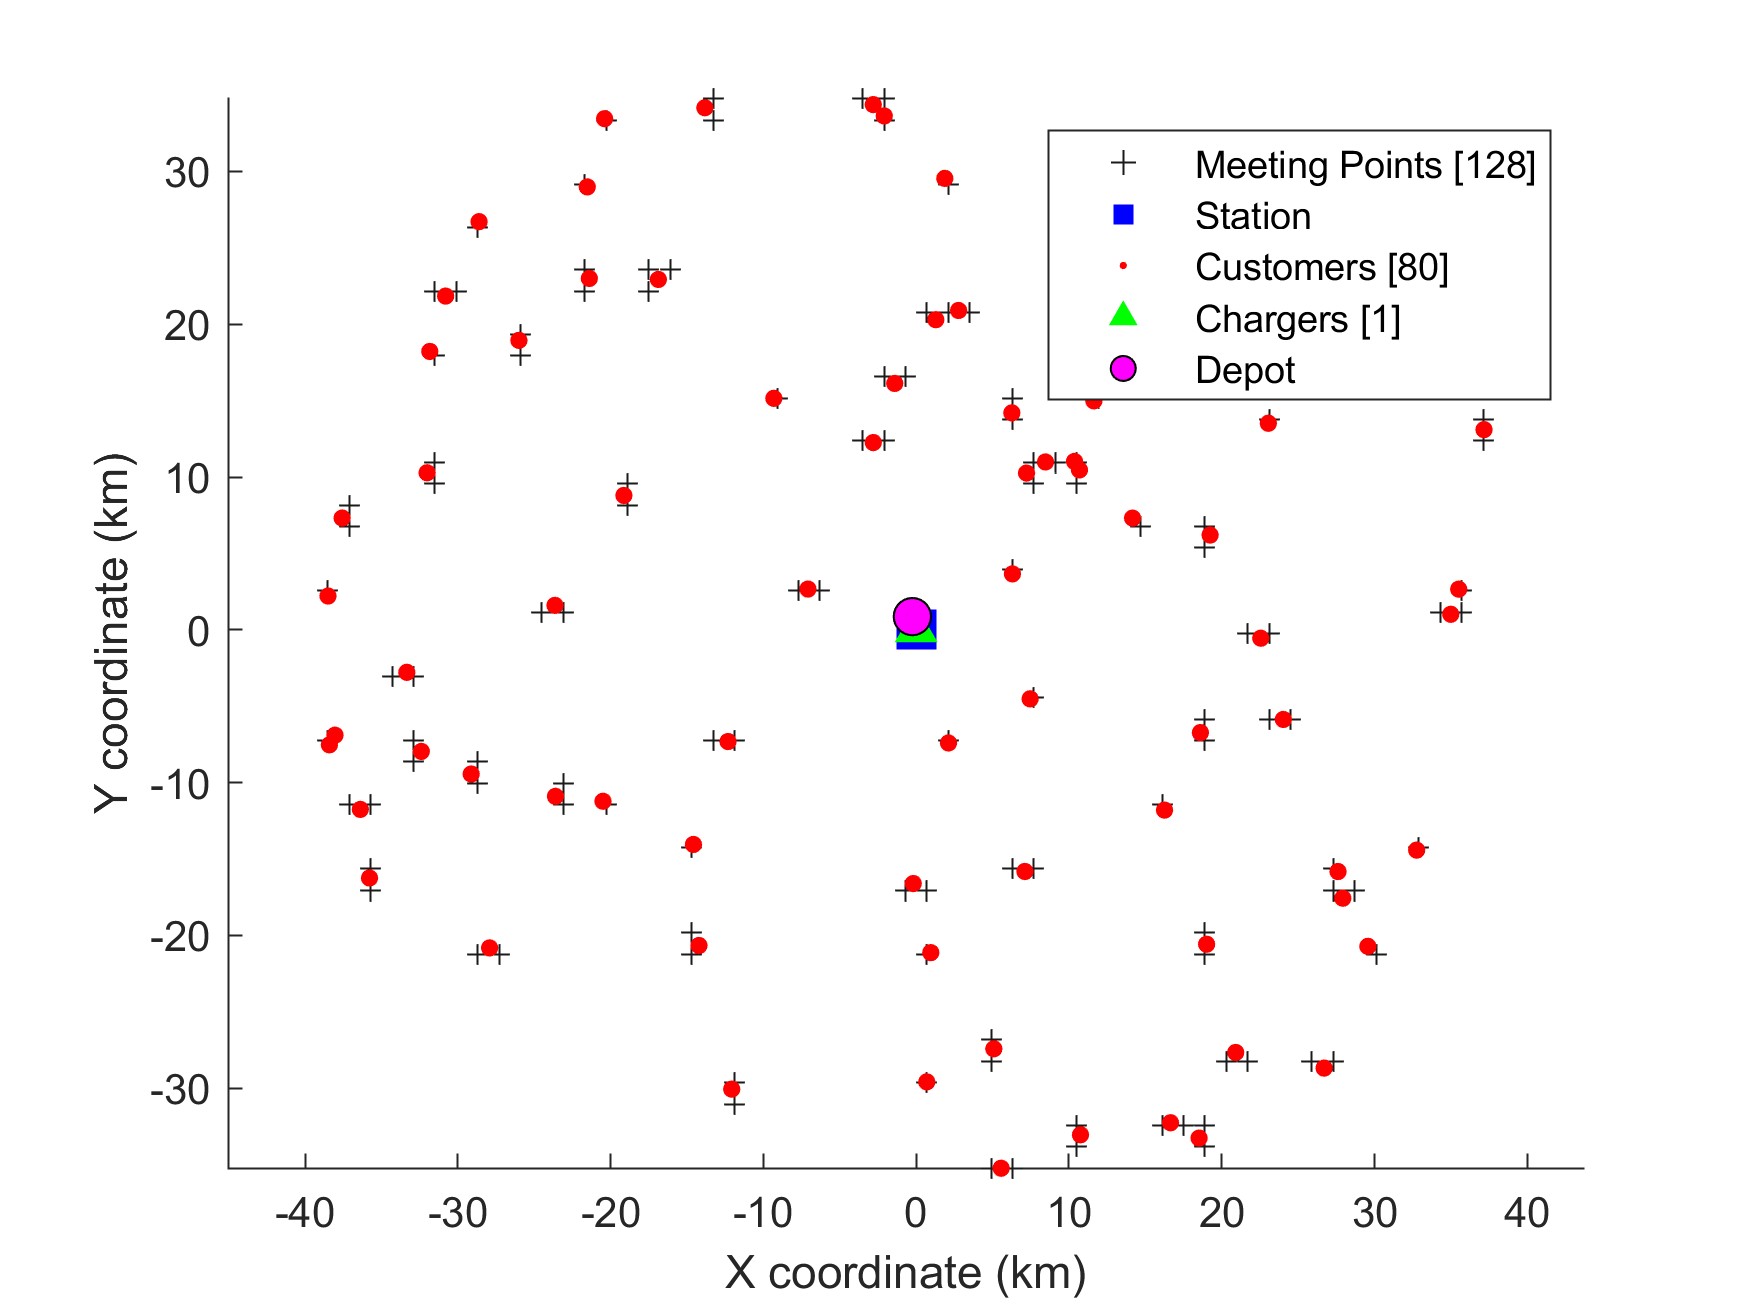 Meeting Points [128]
Station
Customers [80]
Chargers [1]
Depot
30
20
10
0
-10
-20
-30
Y coordinate (km)
-40
-30
-20
-10
0
10
20
30
40
X coordinate (km)